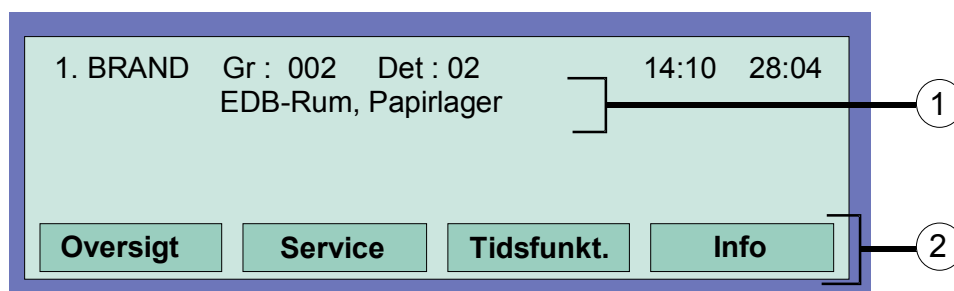 1. BRAND Gr : 002 Det : 02 14:10 28:04
EDB-Rum, Papirlager
1
Oversigt Service Tidsfunkt. Info
2